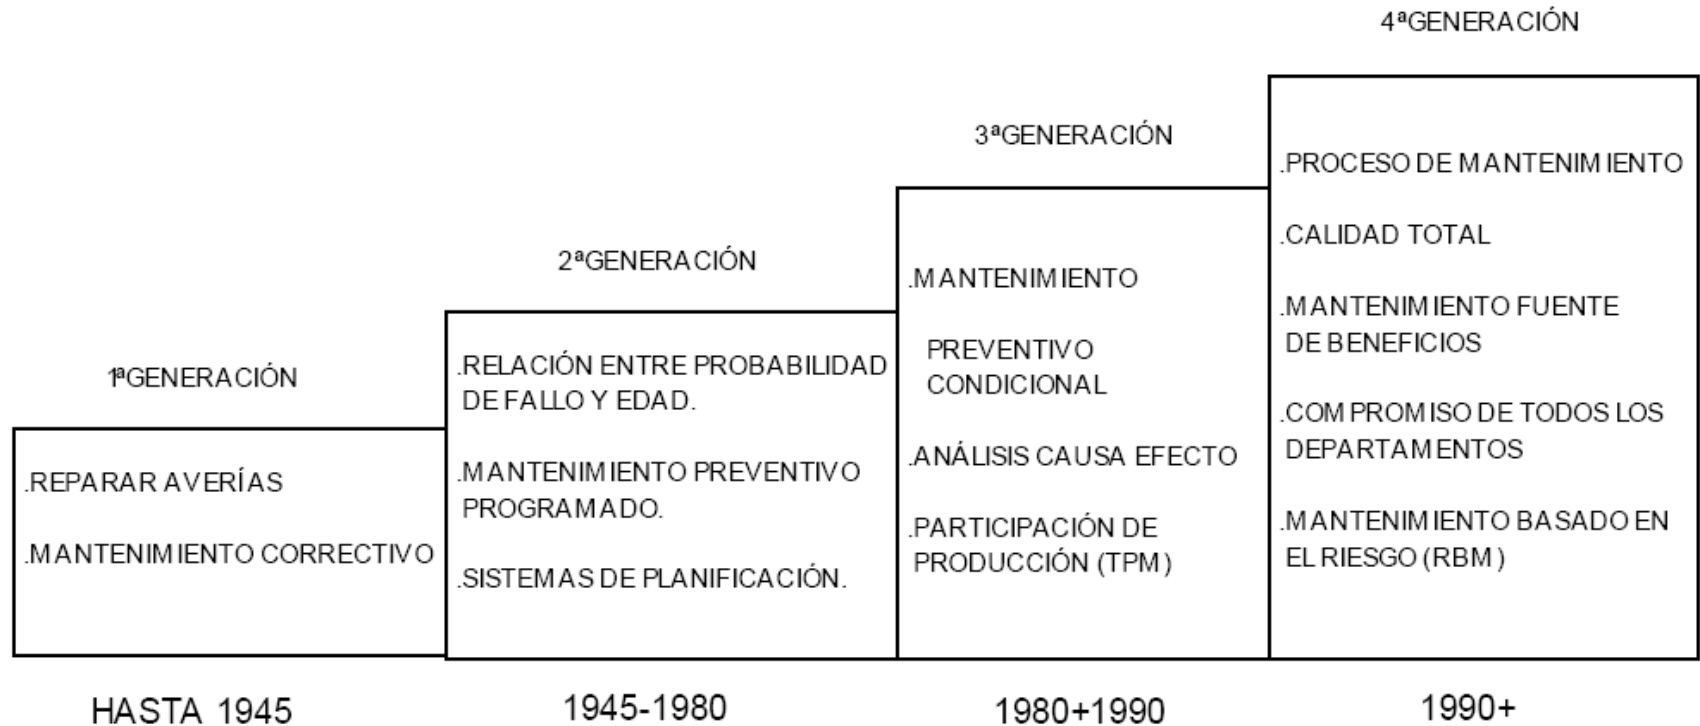 1ªGENERACIÓN
.REPARAR AVERÍAS
.MANTENIMIENTO CORRECTIVO
HASTA 1945
2ªGENERACIÓN
.RELACIÓN ENTRE PROBABILIDAD
DE FALLO Y EDAD.
.MANTENIMIENTO PREVENTIVO
PROGRAMADO.
.SISTEMAS DE PLANIFICACIÓN.
1945-1980
3ªGENERACIÓN
.MANTENIMIENTO
PREVENTIVO
CONDICIONAL
.ANÁLISIS CAUSA EFECTO
.PARTICIPACIÓN DE
PRODUCCIÓN (TPM)
1980+1990
4ªGENERACIÓN
.PROCESO DE MANTENIMIENTO
.CALIDAD TOTAL
.MANTENIMIENTO FUENTE
DE BENEFICIOS
.COMPROMISO DE TODOS LOS
DEPARTAMENTOS
.MANTENIMIENTO BASADO EN
EL RIESGO (RBM)
1990+